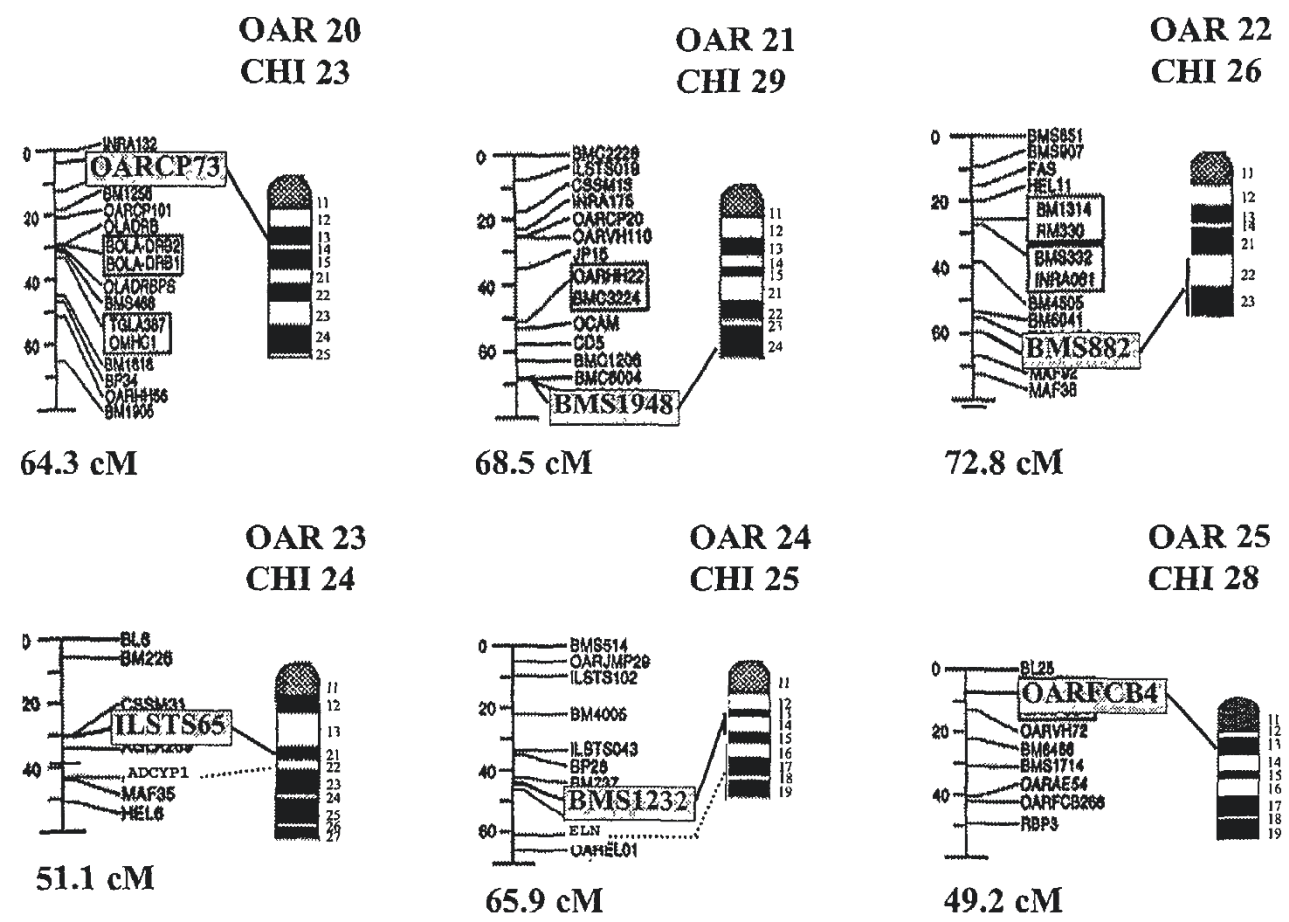 OAR 20
CHI 23
0
20
40
60
INRA132
OARCP73
BM1258
OARCP101
OLADRB
BOLA-DRB2
BOLA-DRB1
OLADRBPS
BMS468
TGLA387
OMHC1
BM1818
BP34
OARHH56
BM1905
11
12
13
14
15
21
22
23
24
25
64.3 cM
OAR 21
CHI 29
0
20
40
60
BMC2228
ILSTS019
CSSM13
INRA175
OARCP20
OARVH110
JP15
OARHH22
BMC3224
OCAM
CD5
BMC1206
BMC8004
BMS1948
11
12
13
14
15
21
22
23
24
68.5 cM
OAR 22
CHI 26
0
20
40
60
BMS651
BMS907
FAS
HEL11
BM1314
RM330
BMS332
INRA081
BM4505
BM6041
BMS882
MAF92
MAF36
11
12
13
14
21
22
23
72.8 cM
OAR 23
CHI 24
0
20
40
BL6
BM226
CSSM31
ILSTS65
ADCYP1
MAF35
HEL6
11
12
13
21
22
23
24
25
26
27
51.1 cM
OAR 24
CHI 25
0
20
40
60
BMS514
OARJMP29
ILSTS102
BM4005
ILSTS043
BP28
BM737
BMS1232
ELN
OAREL01
11
12
13
14
15
16
17
18
19
65.9 cM
OAR 25
CHI 28
0
20
40
BL25
OARFCB4
OARVH72
BM6466
BMS1714
OARAE54
OARFCB266
RBP3
11
12
13
14
15
16
17
18
19
49.2 cM